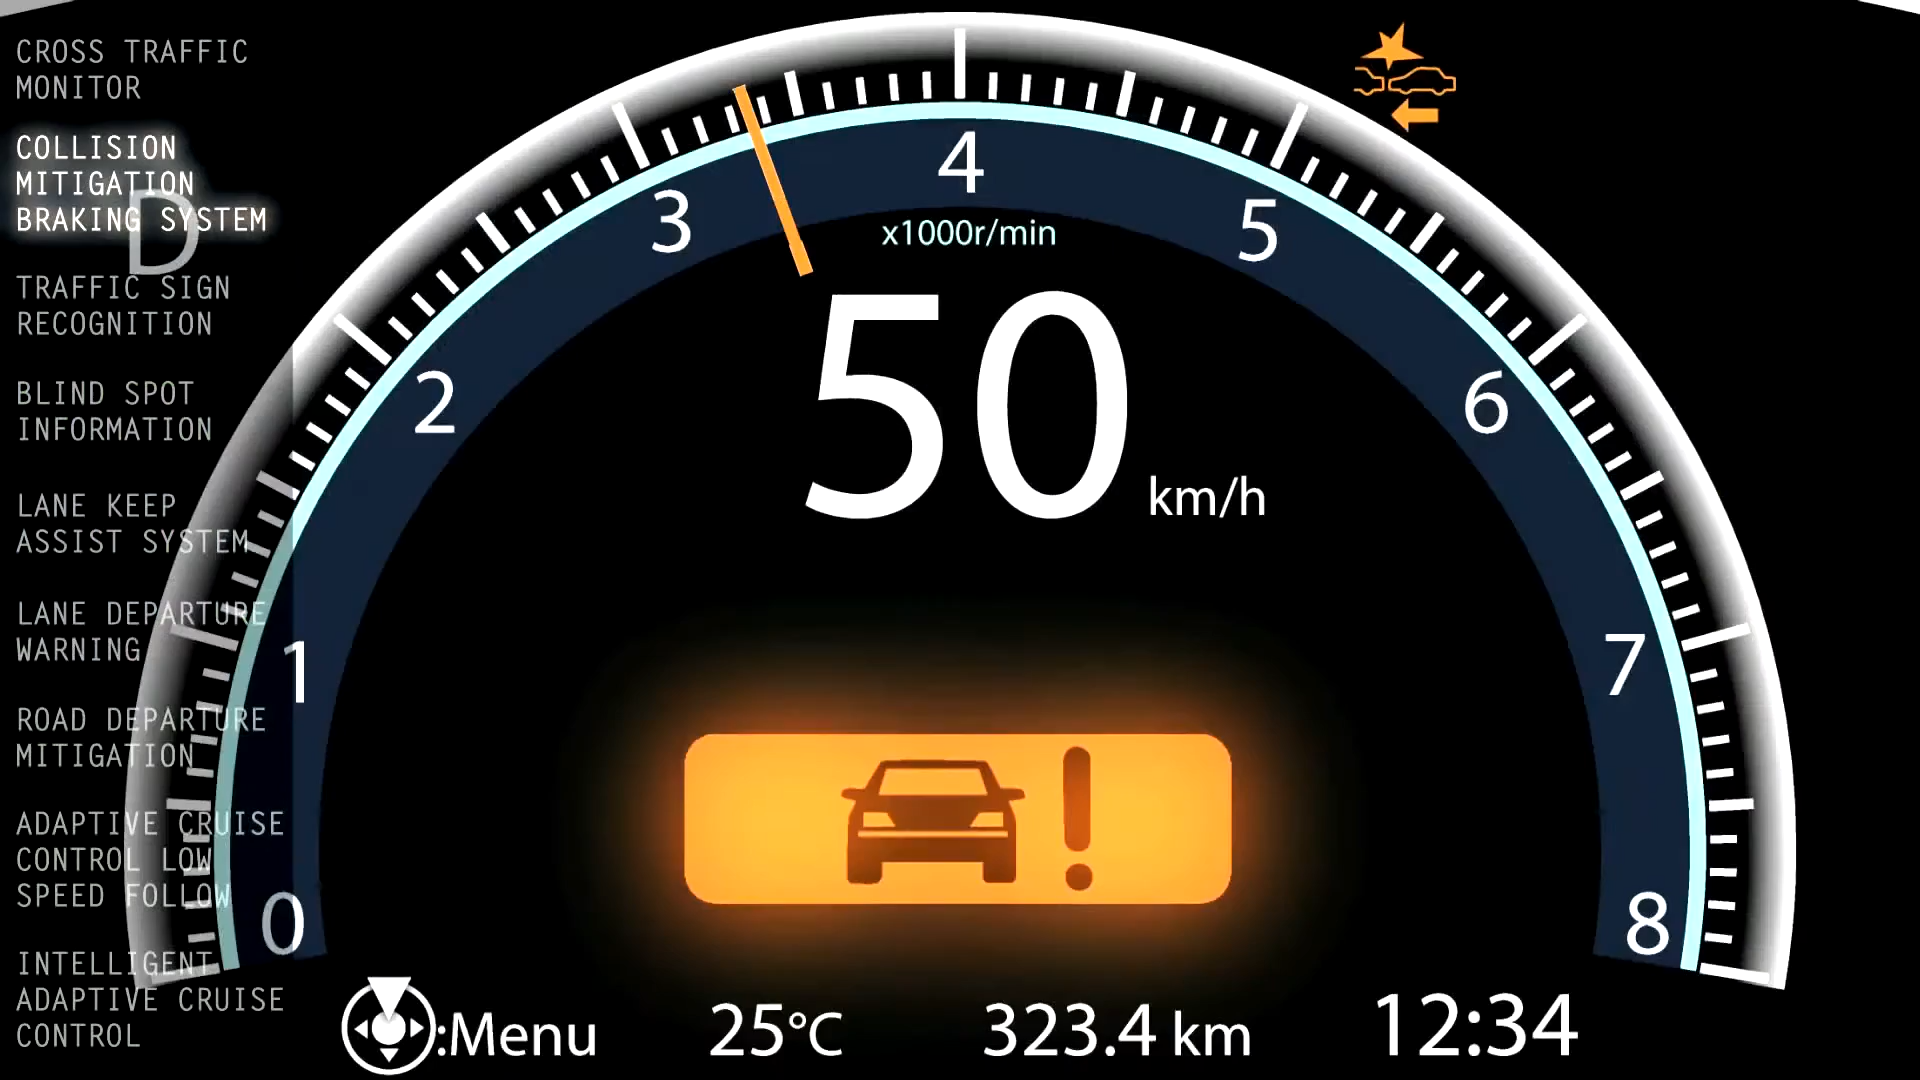 CROSS TRAFFIC
MONITOR
COLLISION
MITIGATION
BRAKING SYSTEM
D
TRAFFIC SIGN
RECOGNITION
BLIND SPOT
INFORMATION
LANE KEEP
ASSIST SYSTEM
LANE DEPARTURE
WARNING
ROAD DEPARTURE
MITIGATION
ADAPTIVE CRUISE
CONTROL LOW
SPEED FOLLOW
INTELLIGENT
ADAPTIVE CRUISE
CONTROL
0
1
2
3
4
5
6
7
8
x1000r/min
50 km/h
!
:Menu 25°C 323.4 km 12:34